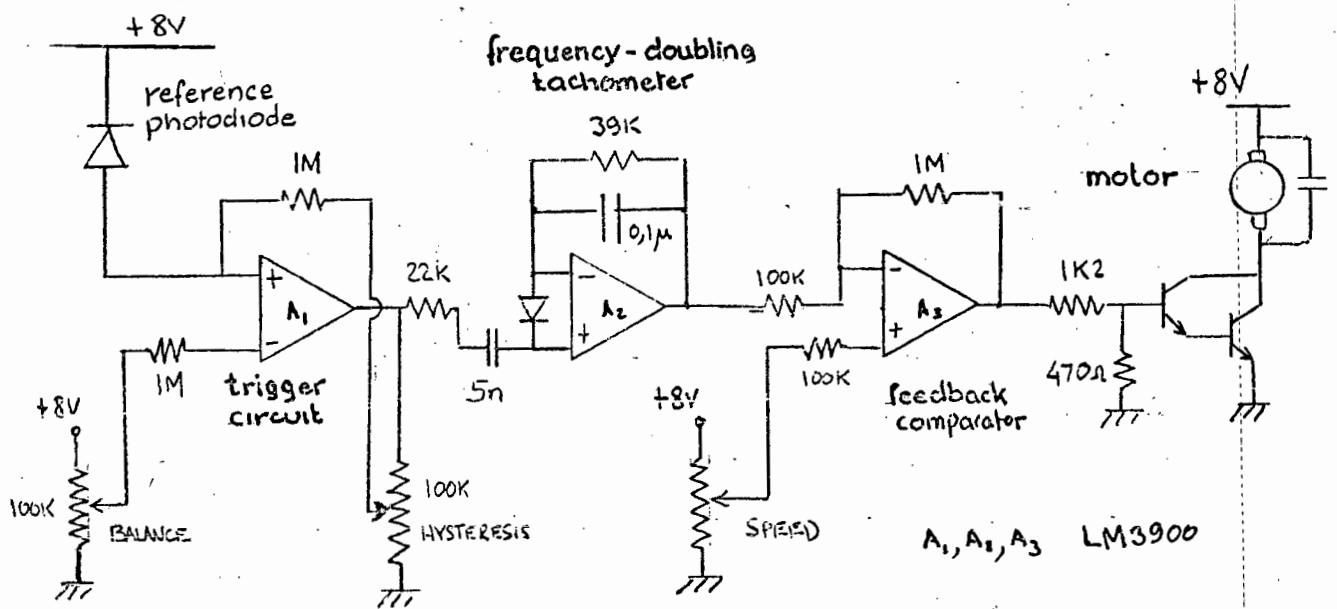 +8V
reference
photodiode
1M
+
A1
-
1M
trigger
circuit
+8V
100K
BALANCE
100K
HYSTERESIS
22K
5n
frequency-doubling
tachometer
39K
0,1μ
-
A2
+
100K
1M
-
A3
+
100K
+8V
SPEED
feedback
comparator
1K2
470Ω
+8V
motor
A1, A2, A3 LM3900